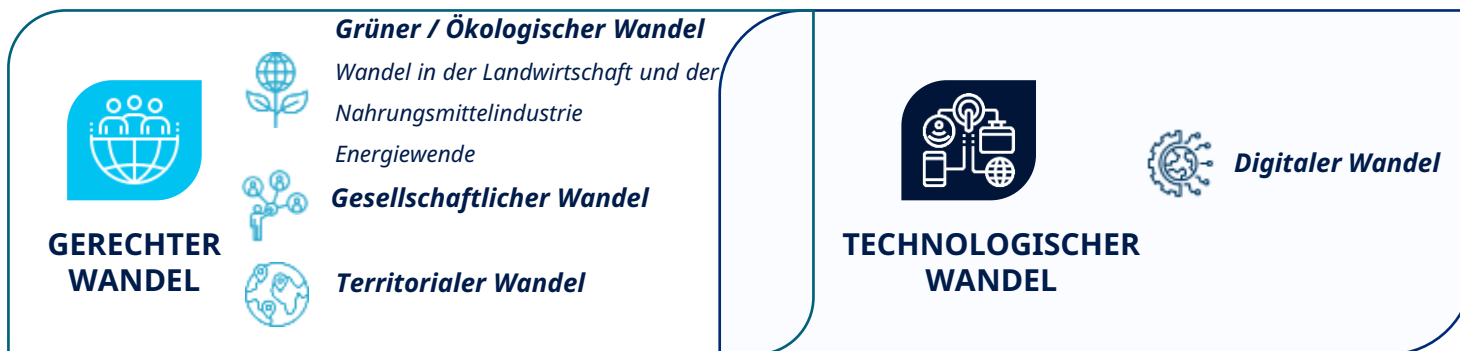 Grüner / Ökologischer Wandel
Wandel in der Landwirtschaft und der
Nahrungsmittelindustrie
Energiewende
Gesellschaftlicher Wandel
GERECHTER
WANDEL
Territorialer Wandel
Digitaler Wandel
TECHNOLOGISCHER
WANDEL